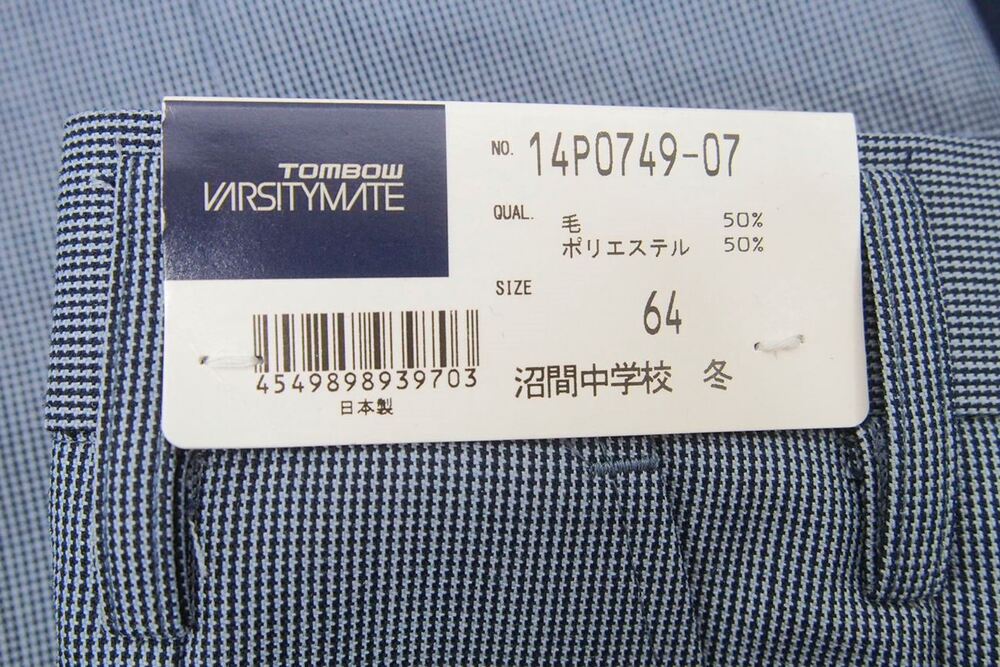 TOMBOW
VARSITYMATE
NO. 14P0749-07
QUAL. 毛 50%
ポリエステル 50%
SIZE 64
沼間中学校 冬
4549898939703
日本製